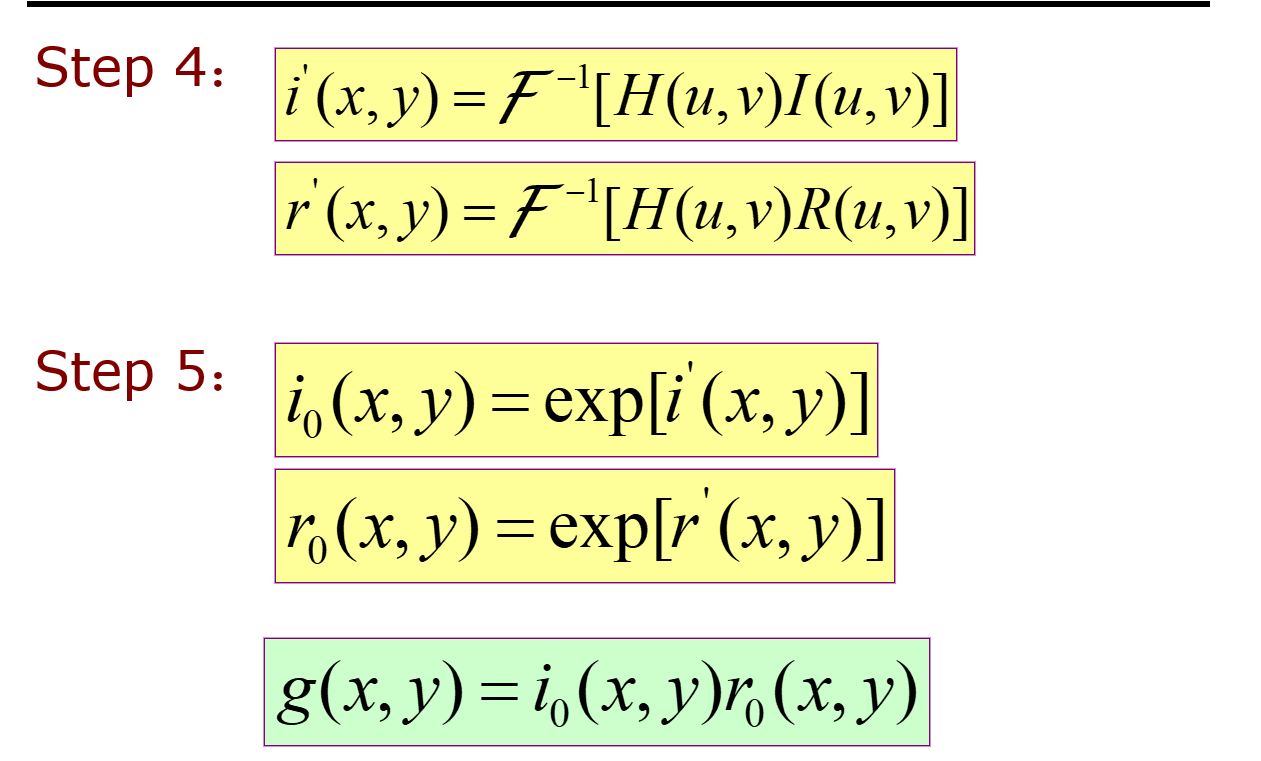 Step 4：
i'(x, y) = ℱ⁻¹[H(u, v)I(u, v)]
r'(x, y) = ℱ⁻¹[H(u, v)R(u, v)]
Step 5：
i₀(x, y) = exp[i'(x, y)]
r₀(x, y) = exp[r'(x, y)]
g(x, y) = i₀(x, y)r₀(x, y)